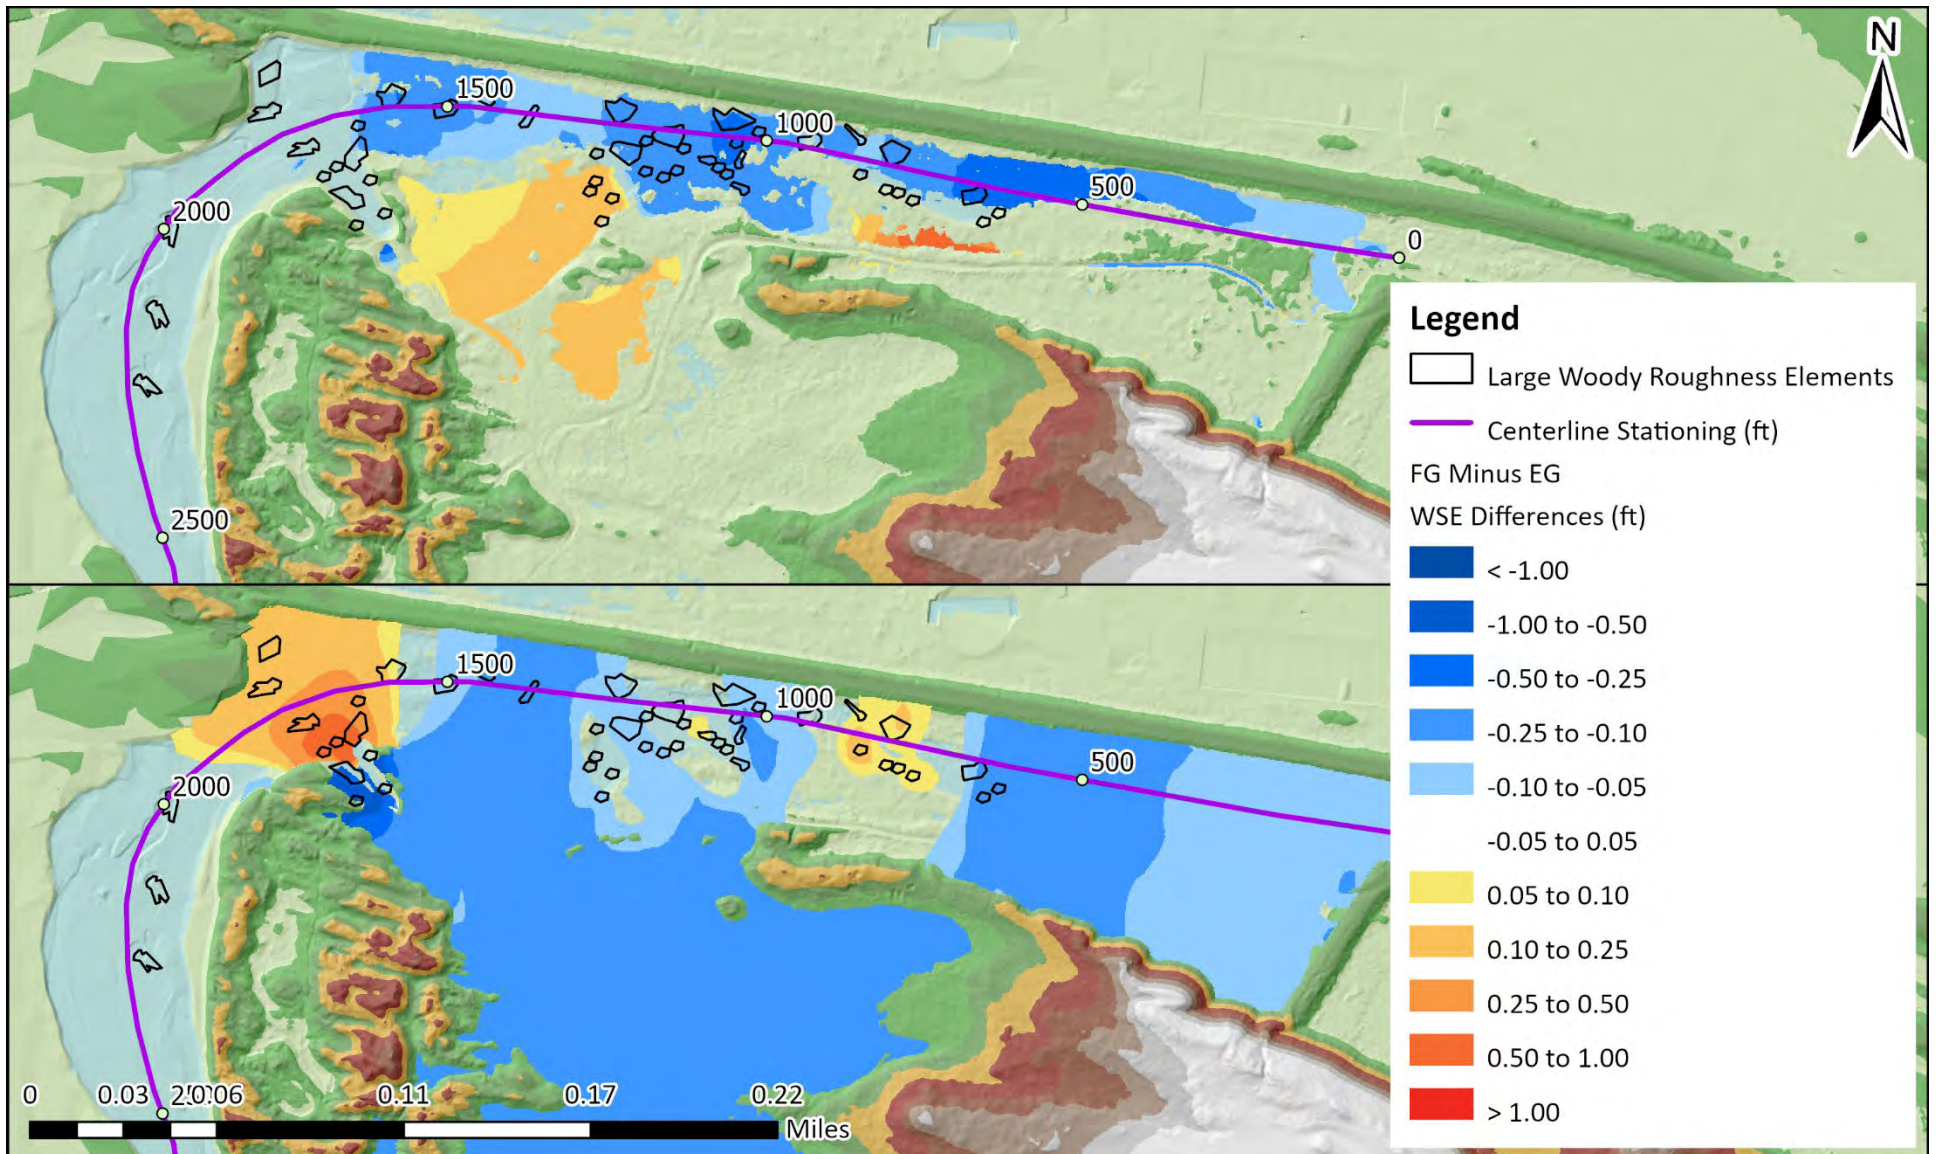 N
1500
1000
500
0
2000
2500
Legend
Large Woody Roughness Elements
Centerline Stationing (ft)
FG Minus EG
WSE Differences (ft)
< -1.00
-1.00 to -0.50
-0.50 to -0.25
-0.25 to -0.10
-0.10 to -0.05
-0.05 to 0.05
0.05 to 0.10
0.10 to 0.25
0.25 to 0.50
0.50 to 1.00
> 1.00
1500
1000
500
2000
0 0.03 0.06 0.11 0.17 0.22
Miles